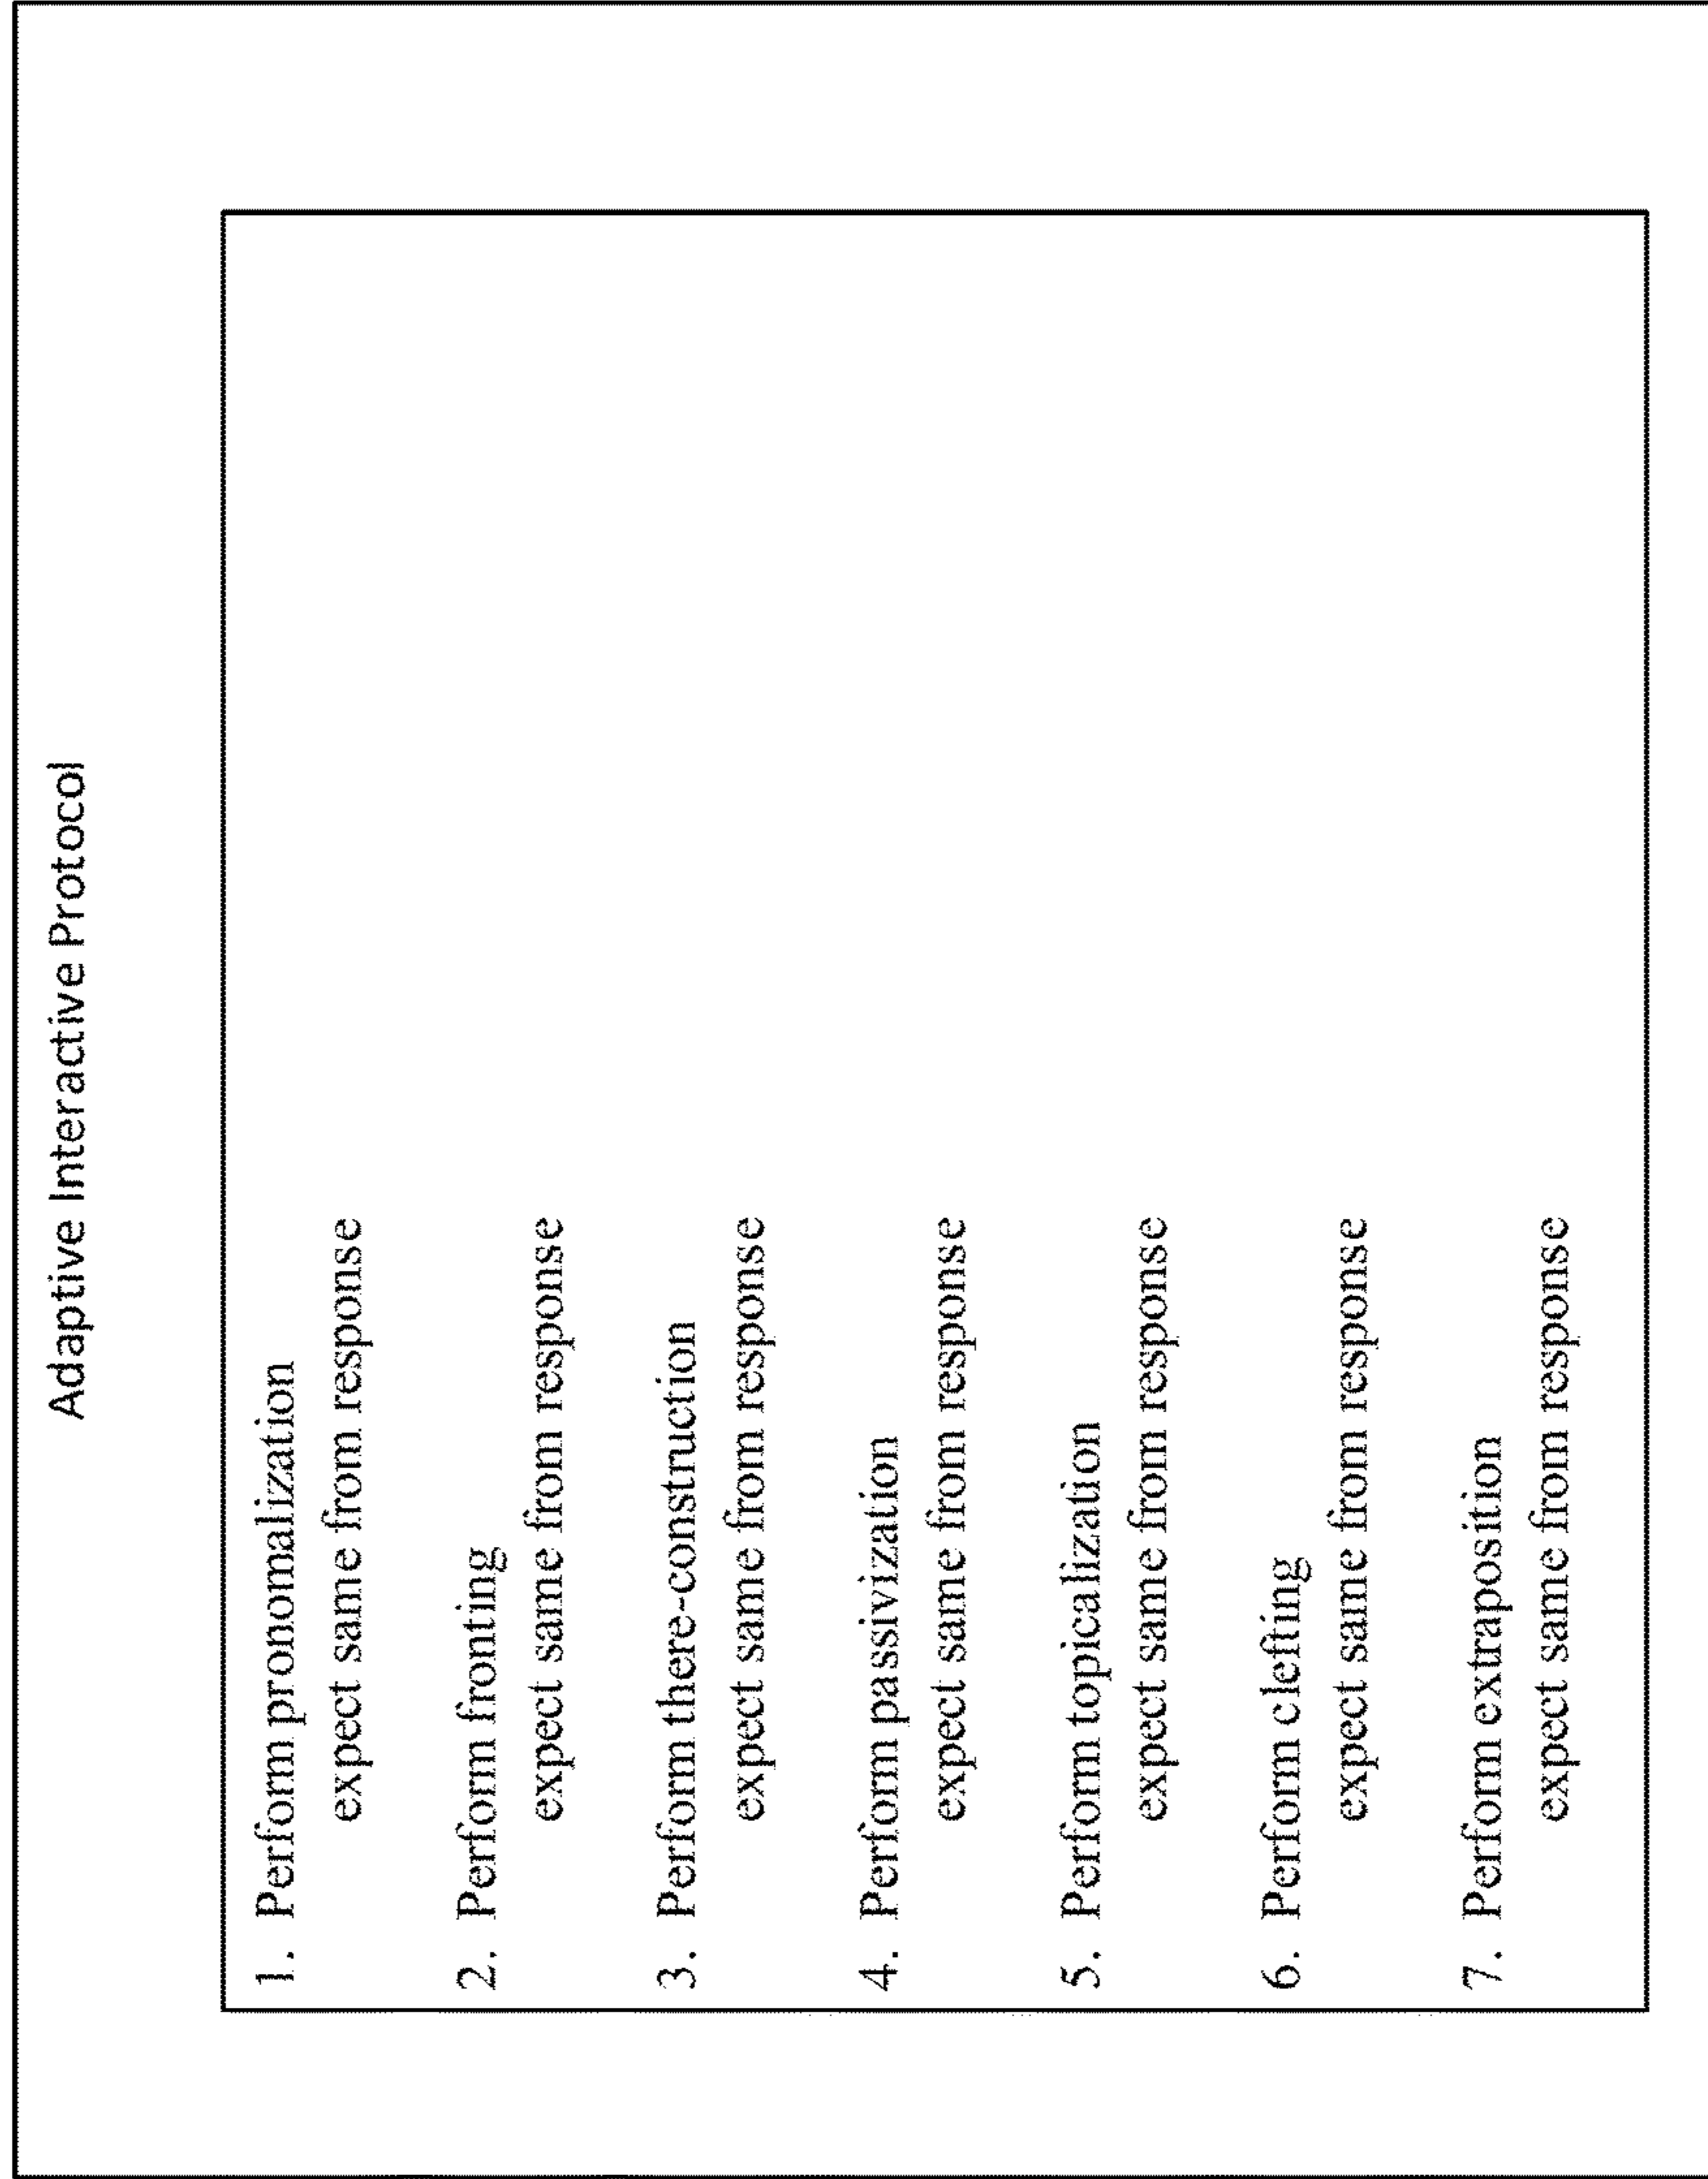 Adaptive Interactive Protocol
1. Perform pronomalization
expect same from response
2. Perform fronting
expect same from response
3. Perform there-construction
expect same from response
4. Perform passivization
expect same from response
5. Perform topicalization
expect same from response
6. Perform clefting
expect same from response
7. Perform extraposition
expect same from response